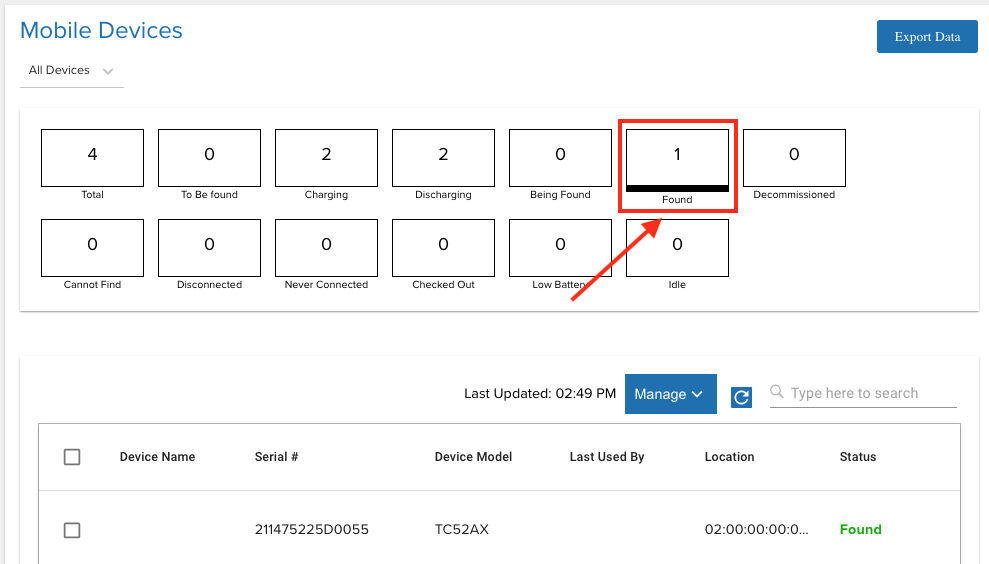 Mobile Devices
Export Data
All Devices
4 0 2 2 0 1 0
Total To Be found Charging Discharging Being Found Found Decommissioned
0 0 0 0 0 0
Cannot Find Disconnected Never Connected Checked Out Low Battery Idle
Last Updated: 02:49 PM Manage Type here to search
Device Name Serial # Device Model Last Used By Location Status
211475225D0055 TC52AX 02:00:00:00:0... Found